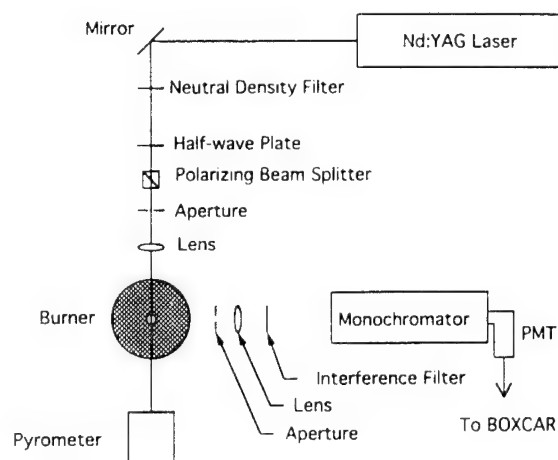 Mirror
Nd:YAG Laser
Neutral Density Filter
Half-wave Plate
Polarizing Beam Splitter
Aperture
Lens
Burner
Monochromator
PMT
Interference Filter
Lens
Aperture
To BOXCAR
Pyrometer